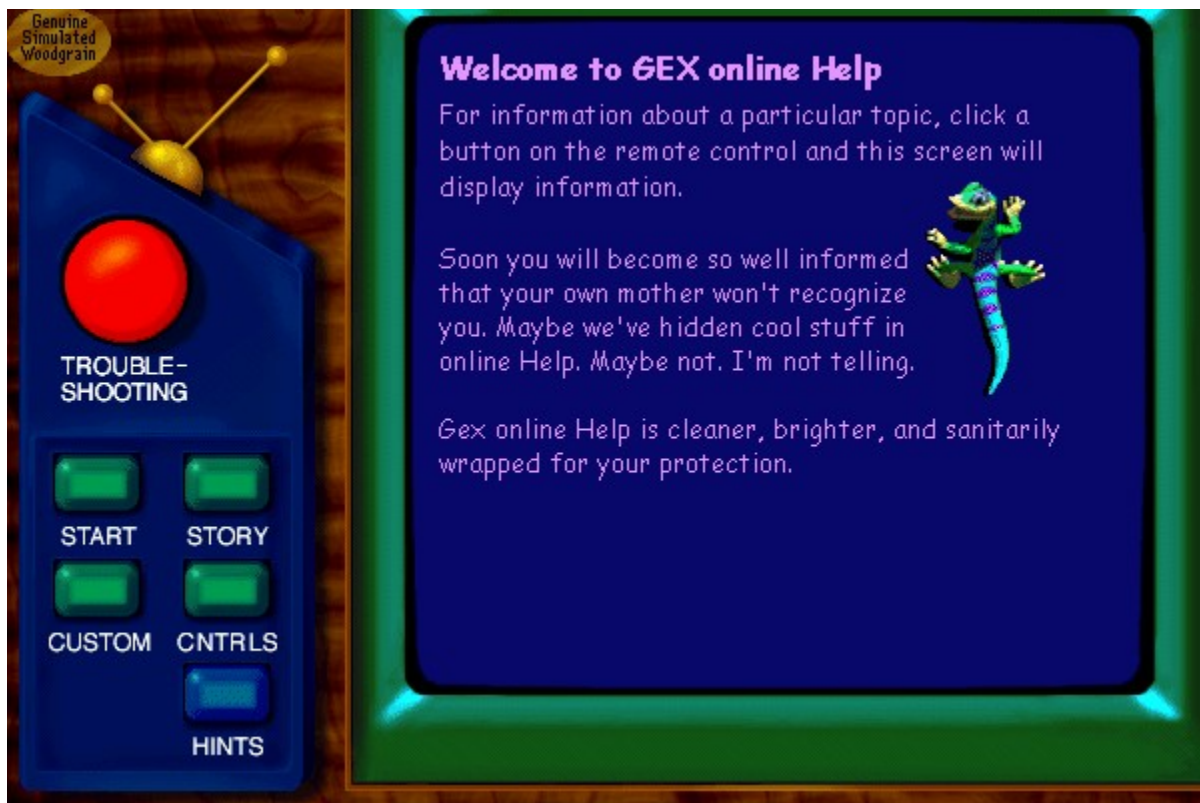 Genuine
Simulated
Woodgrain
TROUBLE-
SHOOTING
START STORY
CUSTOM CNTRLS
HINTS
Welcome to GEX online Help
For information about a particular topic, click a
button on the remote control and this screen will
display information.
Soon you will become so well informed
that your own mother won't recognize
you. Maybe we've hidden cool stuff in
online Help. Maybe not. I'm not telling.
Gex online Help is cleaner, brighter, and sanitarily
wrapped for your protection.